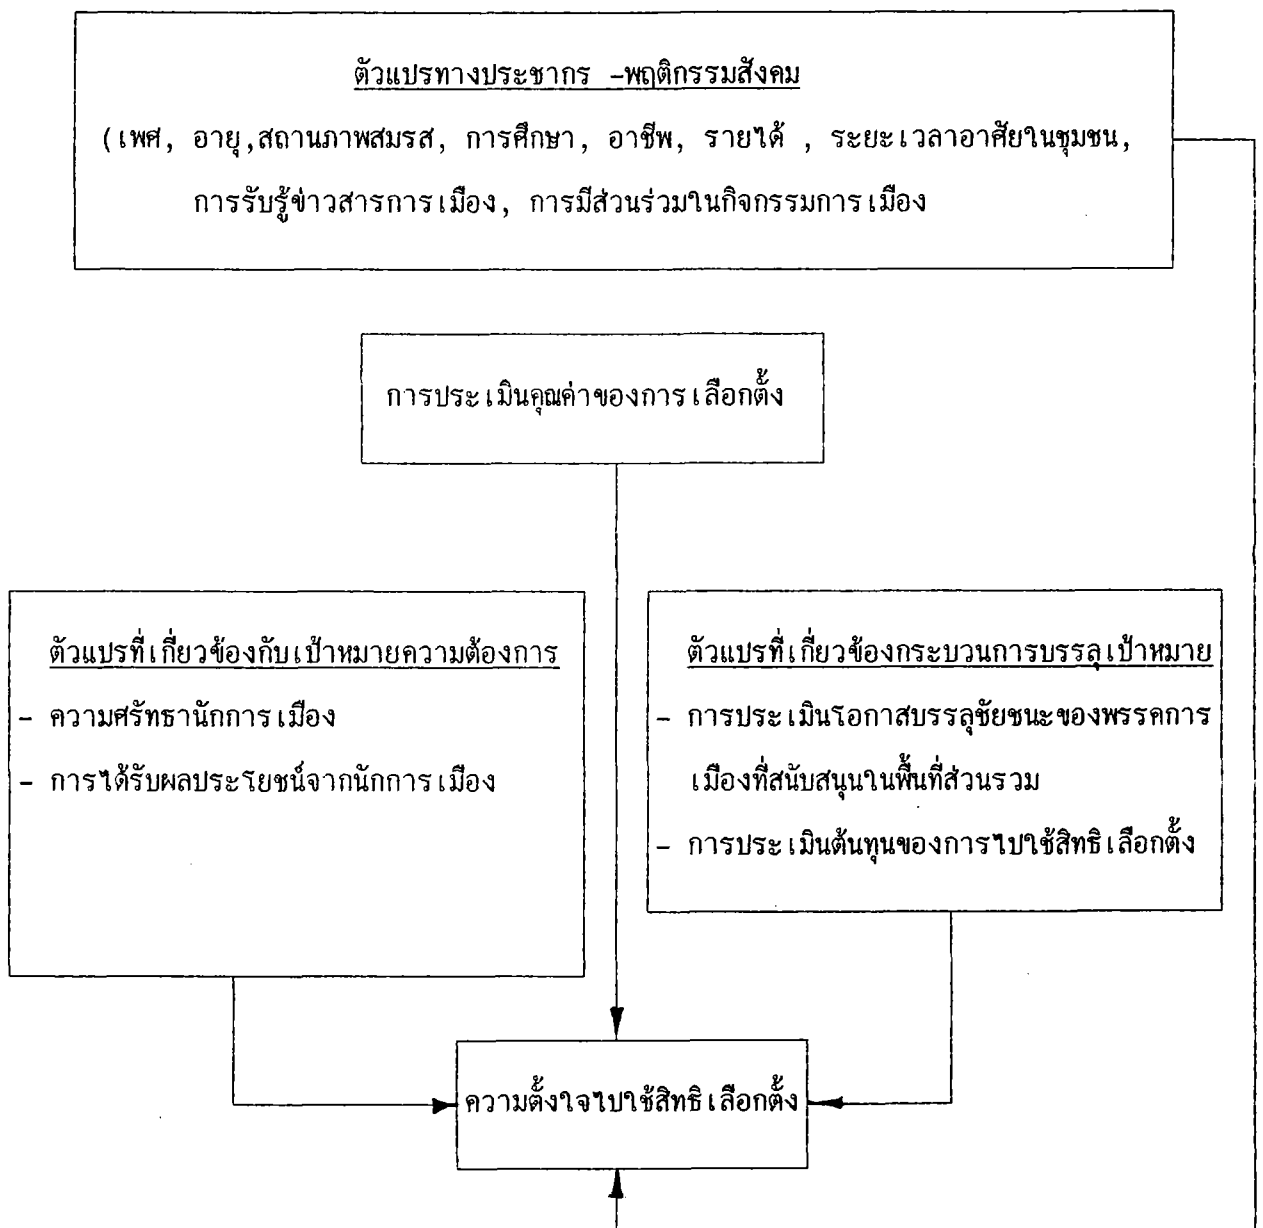 ตัวแปรทางประชากร -พฤติกรรมสังคม
(เพศ, อายุ,สถานภาพสมรส, การศึกษา, อาชีพ, รายได้ , ระยะเวลาอาศัยในชุมชน,
การรับรู้ข่าวสารการเมือง, การมีส่วนร่วมในกิจกรรมการเมือง
การประเมินคุณค่าของการเลือกตั้ง
ตัวแปรที่เกี่ยวข้องกับเป้าหมายความต้องการ
- ความศรัทธานักการเมือง
- การได้รับผลประโยชน์จากนักการเมือง
ตัวแปรที่เกี่ยวข้องกระบวนการบรรลุเป้าหมาย
- การประเมินโอกาสบรรลุชัยชนะของพรรคการ
เมืองที่สนับสนุนในพื้นที่ส่วนรวม
- การประเมินต้นทุนของการไปใช้สิทธิเลือกตั้ง
ความตั้งใจไปใช้สิทธิเลือกตั้ง